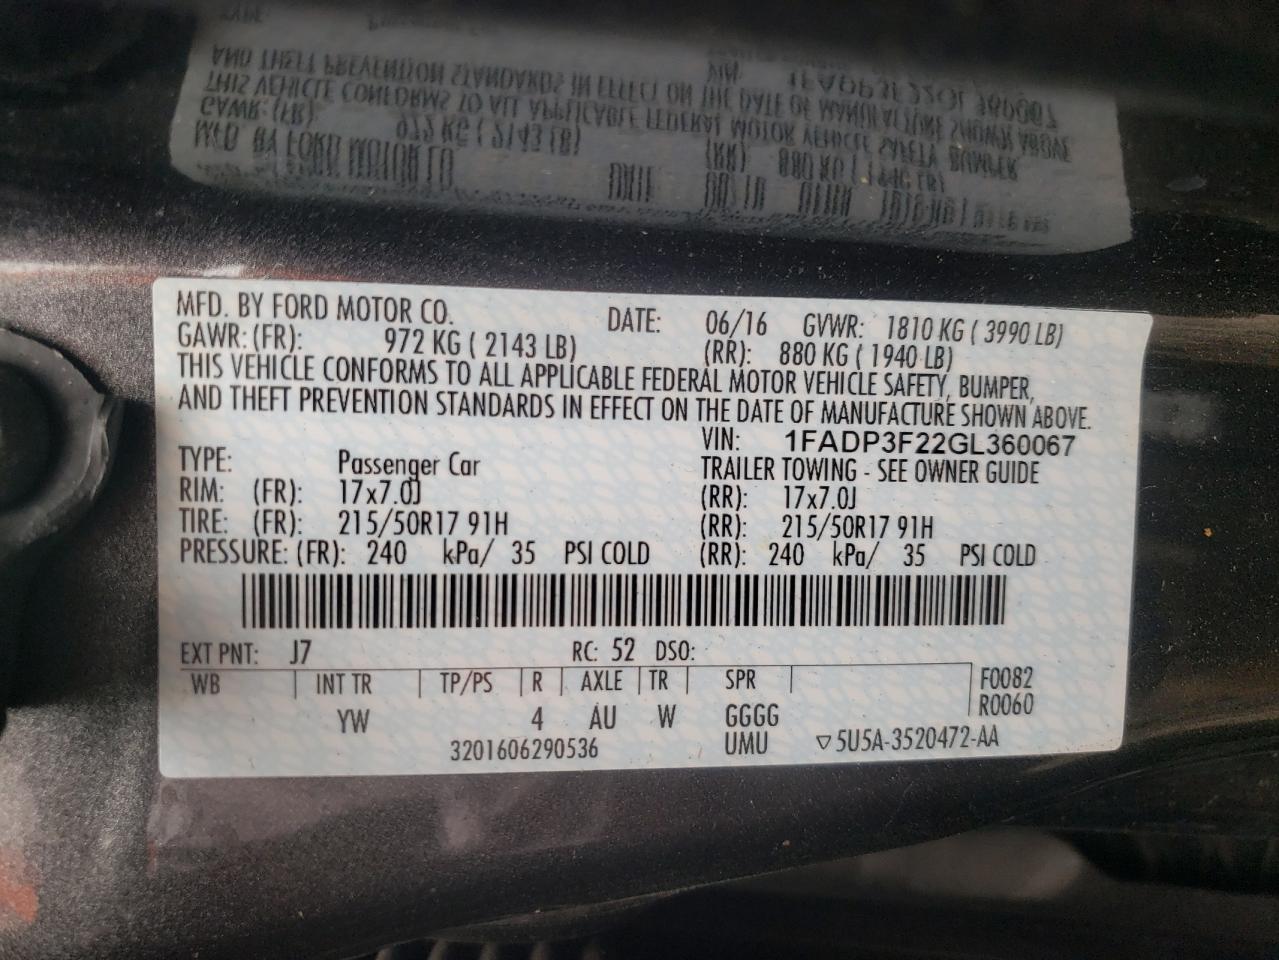 MFD. BY FORD MOTOR CO. DATE: 06/16 GVWR: 1810 KG ( 3990 LB)
GAWR: (FR): 972 KG ( 2143 LB) (RR): 880 KG ( 1940 LB)
THIS VEHICLE CONFORMS TO ALL APPLICABLE FEDERAL MOTOR VEHICLE SAFETY, BUMPER,
AND THEFT PREVENTION STANDARDS IN EFFECT ON THE DATE OF MANUFACTURE SHOWN ABOVE.
VIN: 1FADP3F22GL360067
TYPE: Passenger Car TRAILER TOWING - SEE OWNER GUIDE
RIM: (FR): 17x7.0J (RR): 17x7.0J
TIRE: (FR): 215/50R17 91H (RR): 215/50R17 91H
PRESSURE: (FR): 240 kPa/ 35 PSI COLD (RR): 240 kPa/ 35 PSI COLD
EXT PNT: J7 RC: 52 DSO:
WB | INT TR | TP/PS | R | AXLE | TR | SPR | F0082
R0060
YW 4 AU W GGGG
3201606290536 UMU ▽5U5A-3520472-AA